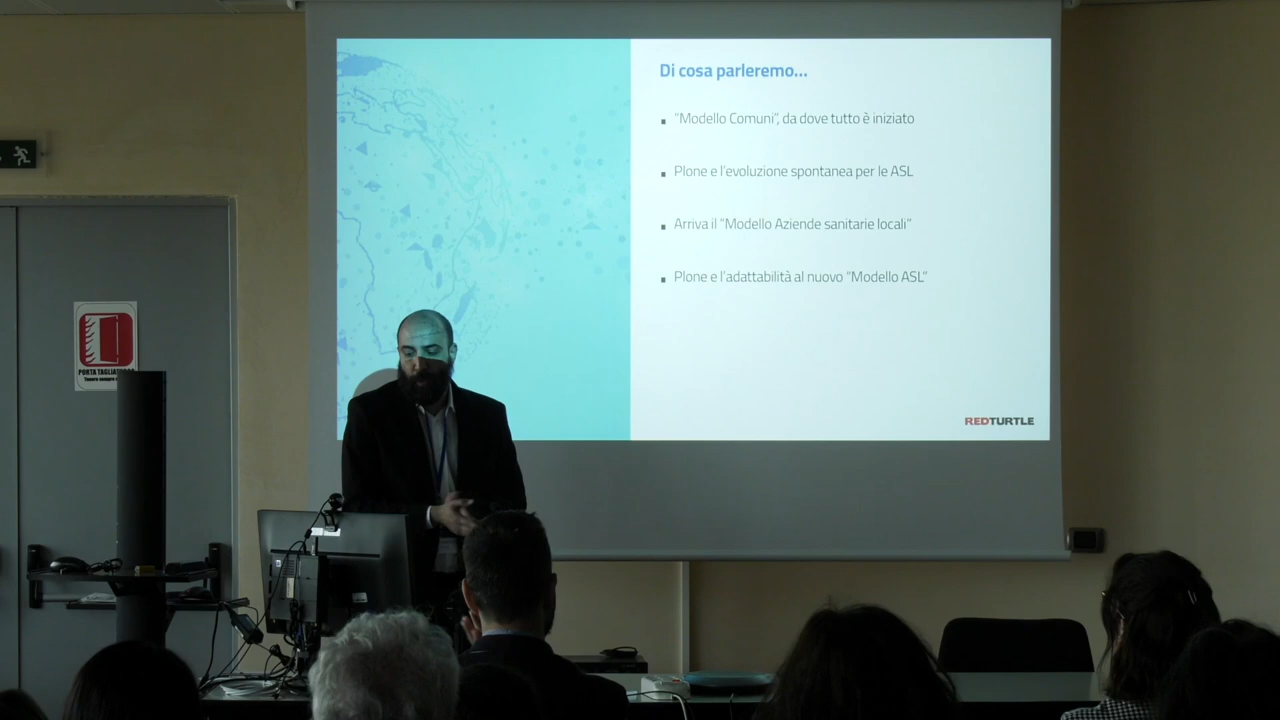 Di cosa parleremo...
"Modello Comuni", da dove tutto è iniziato
Plone e l'evoluzione spontanea per le ASL
Arriva il "Modello Aziende sanitarie locali"
Plone e l'adattabilità al nuovo "Modello ASL"
REDTURTLE
PORTA